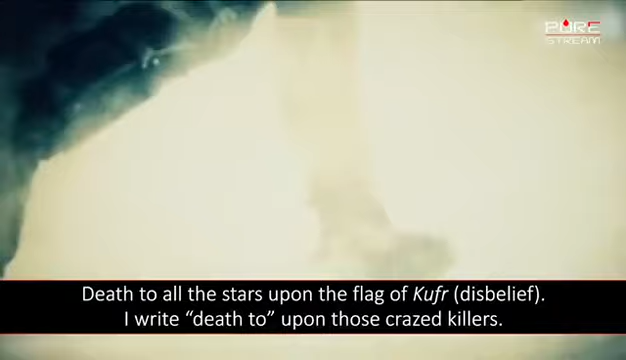 PURE
STREAM
Death to all the stars upon the flag of Kufr (disbelief).
I write “death to” upon those crazed killers.